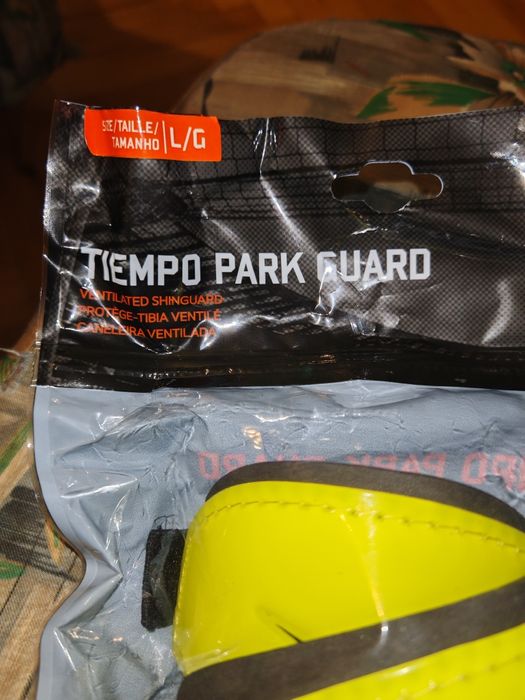 SIZE/TAILLE/
TAMANHO
L/G
TIEMPO PARK GUARD
VENTILATED SHINGUARD
PROTÈGE-TIBIA VENTILÉ
CANELEIRA VENTILADA